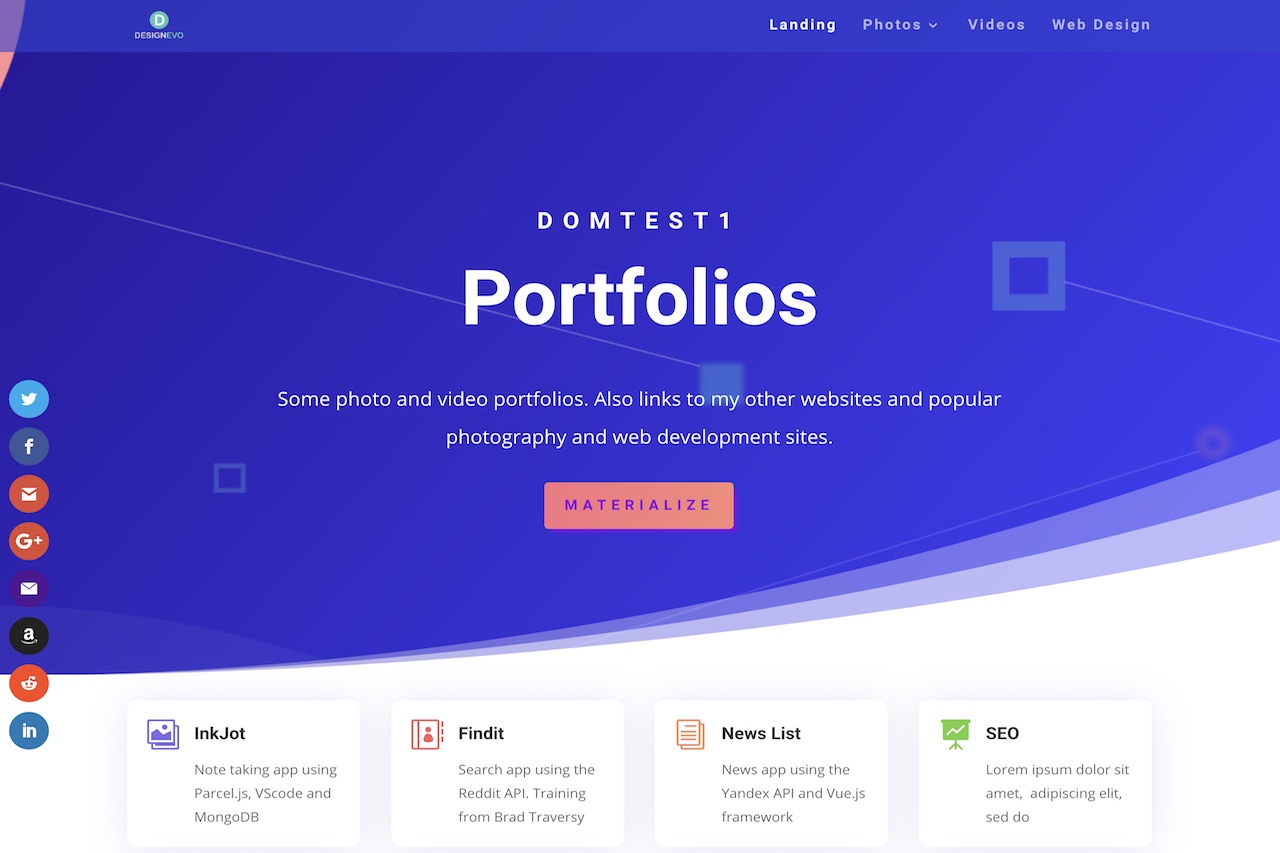 D
DESIGNEVO
Landing
Photos
Videos
Web Design
DOMTEST1
Portfolios
Some photo and video portfolios. Also links to my other websites and popular
photography and web development sites.
MATERIALIZE
f
G+
a
in
InkJot
Note taking app using
Parcel.js, VScode and
MongoDB
Findit
Search app using the
Reddit API. Training
from Brad Traversy
News List
News app using the
Yandex API and Vue.js
framework
SEO
Lorem ipsum dolor sit
amet,  adipiscing elit,
sed do